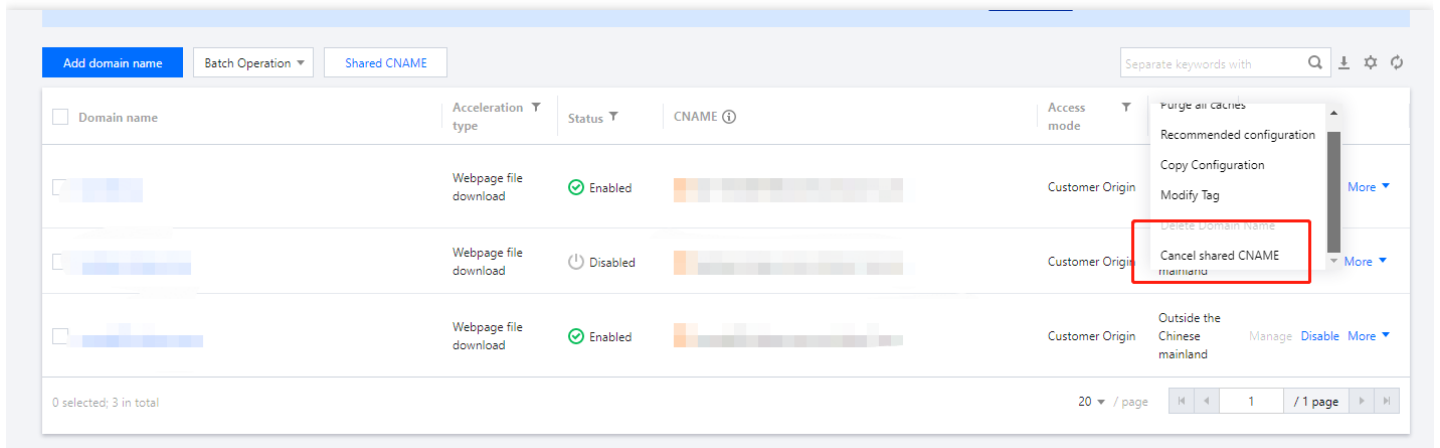 Add domain name Batch Operation Shared CNAME Separate keywords with
Domain name Acceleration type Status CNAME Access mode
Purge all caches
Recommended configuration
Copy Configuration
Modify Tag
Delete Domain Name
Cancel shared CNAME
mainland
Webpage file download Enabled Customer Origin More
Webpage file download Disabled Customer Origin More
Webpage file download Enabled Customer Origin Outside the Chinese mainland Manage Disable More
0 selected; 3 in total 20 / page 1 / 1 page